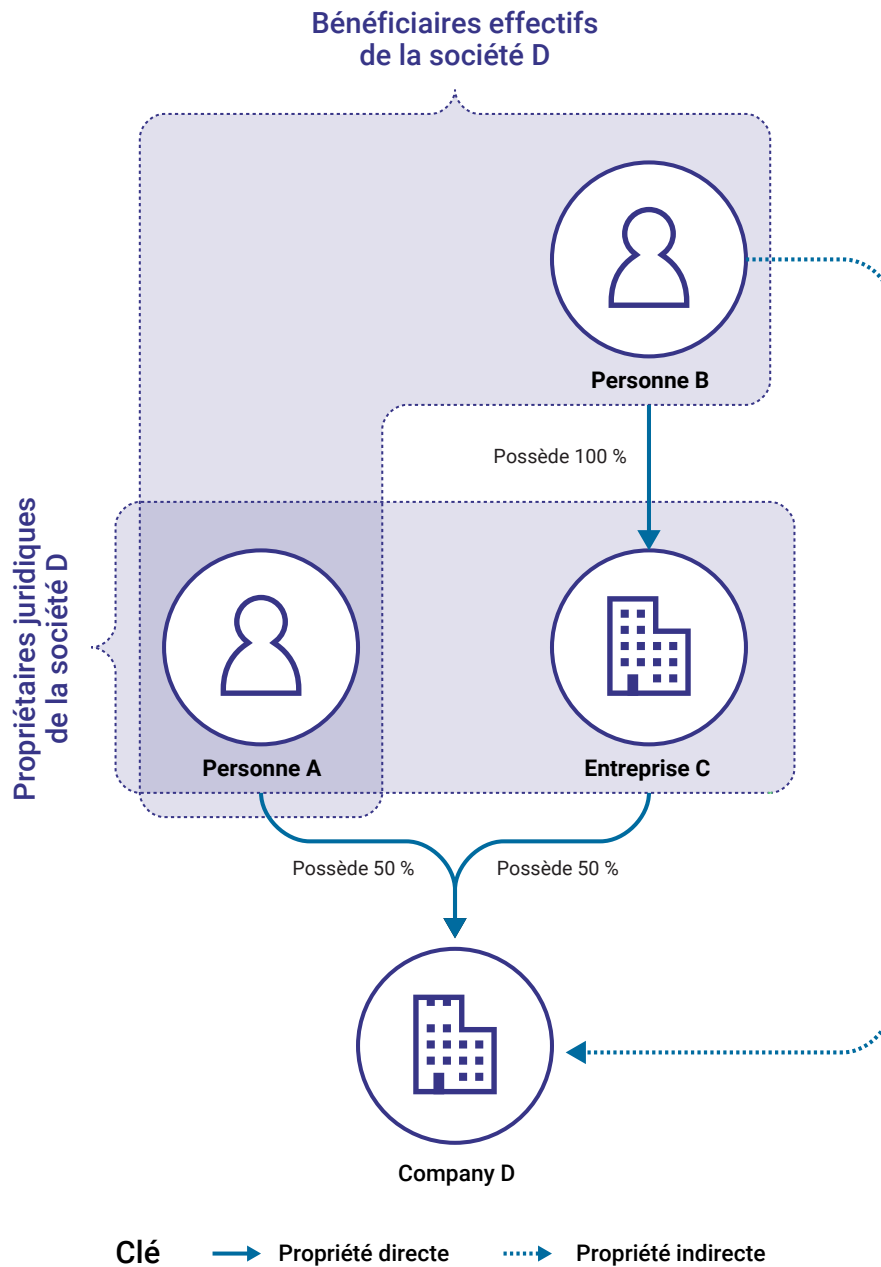 Bénéficiaires effectifs
de la société D
Personne B
Possède 100 %
Propriétaires juridiques
de la société D
Personne A
Entreprise C
Possède 50 %
Possède 50 %
Company D
Clé
Propriété directe
Propriété indirecte